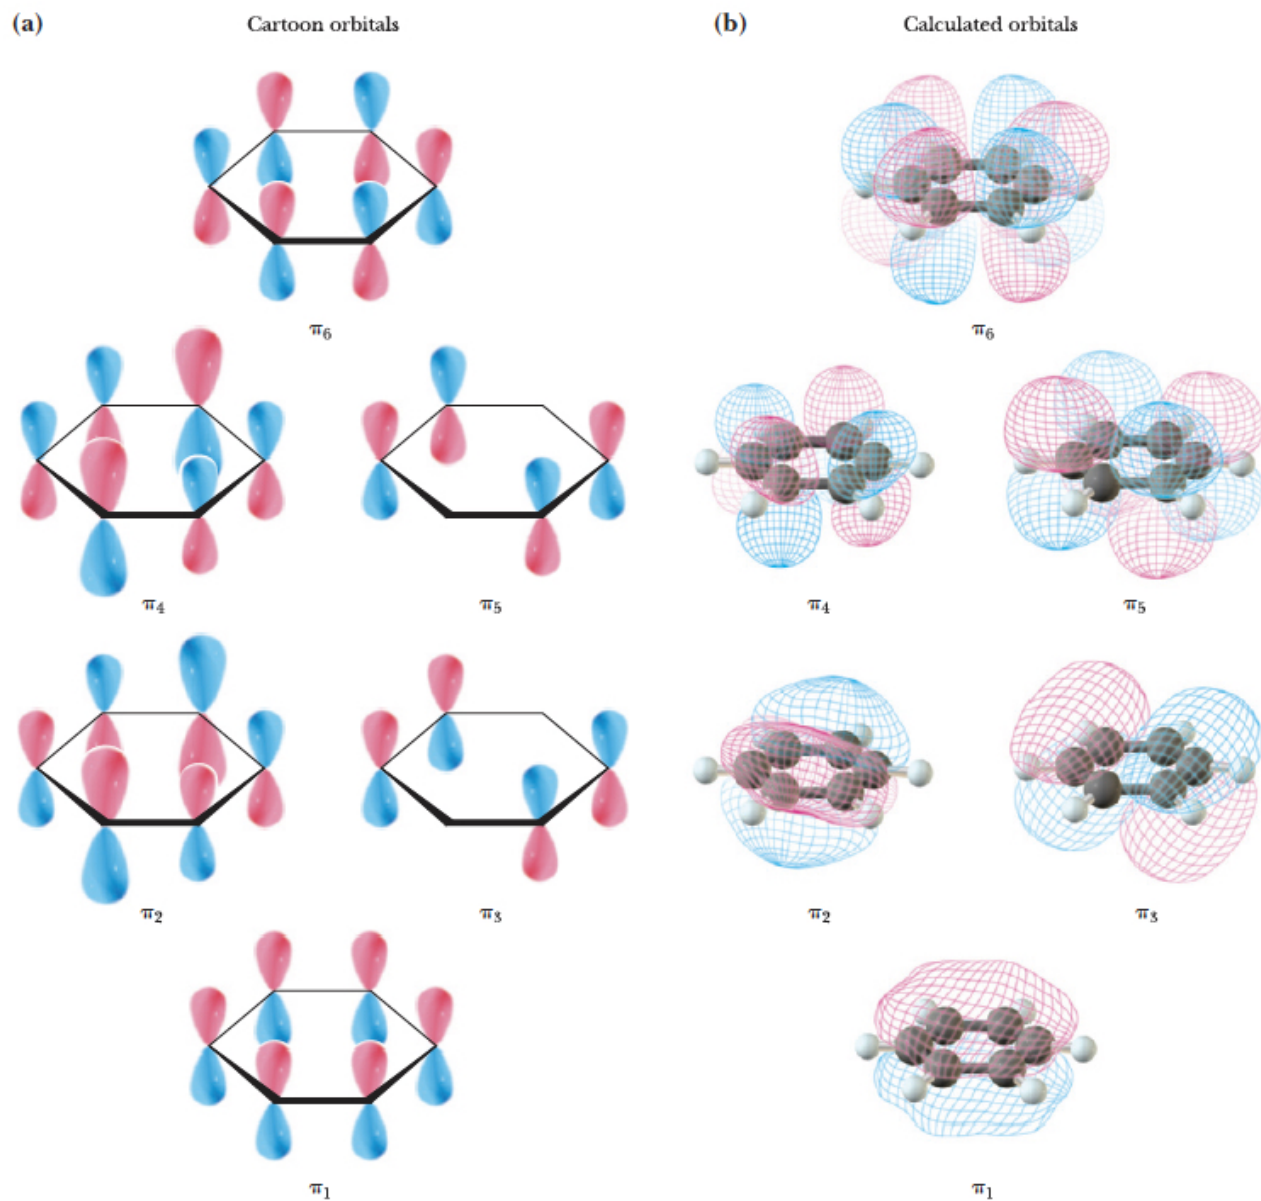 (a) Cartoon orbitals (b) Calculated orbitals
π₆ π₆
π₄ π₅ π₄ π₅
π₂ π₃ π₂ π₃
π₁ π₁